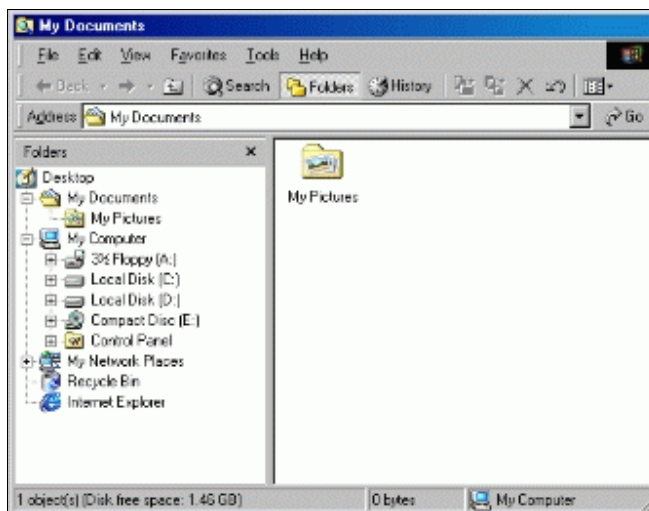 My Documents
File Edit View Favorites Tools Help
Back Search Folders History
Address My Documents Go
Folders x
Desktop
My Documents
My Pictures
My Computer
3½ Floppy (A:)
Local Disk (C:)
Local Disk (D:)
Compact Disc (E:)
Control Panel
My Network Places
Recycle Bin
Internet Explorer
My Pictures
1 object(s) (Disk free space: 1.46 GB) 0 bytes My Computer